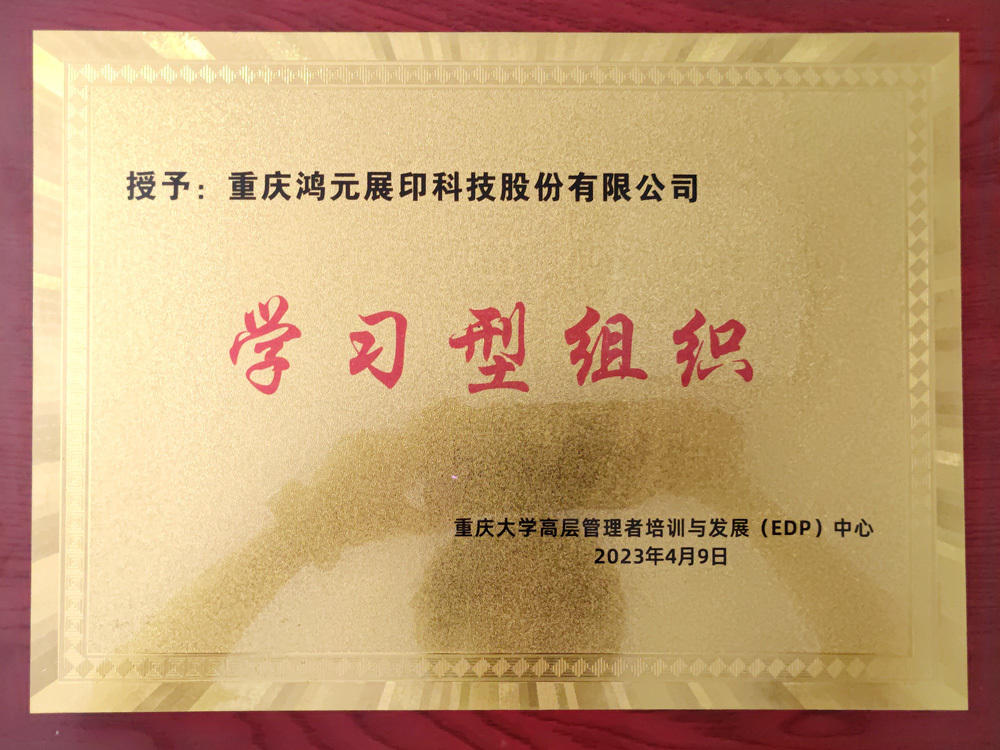 授予：重庆鸿元展印科技股份有限公司
学习型组织
重庆大学高层管理者培训与发展（EDP）中心
2023年4月9日